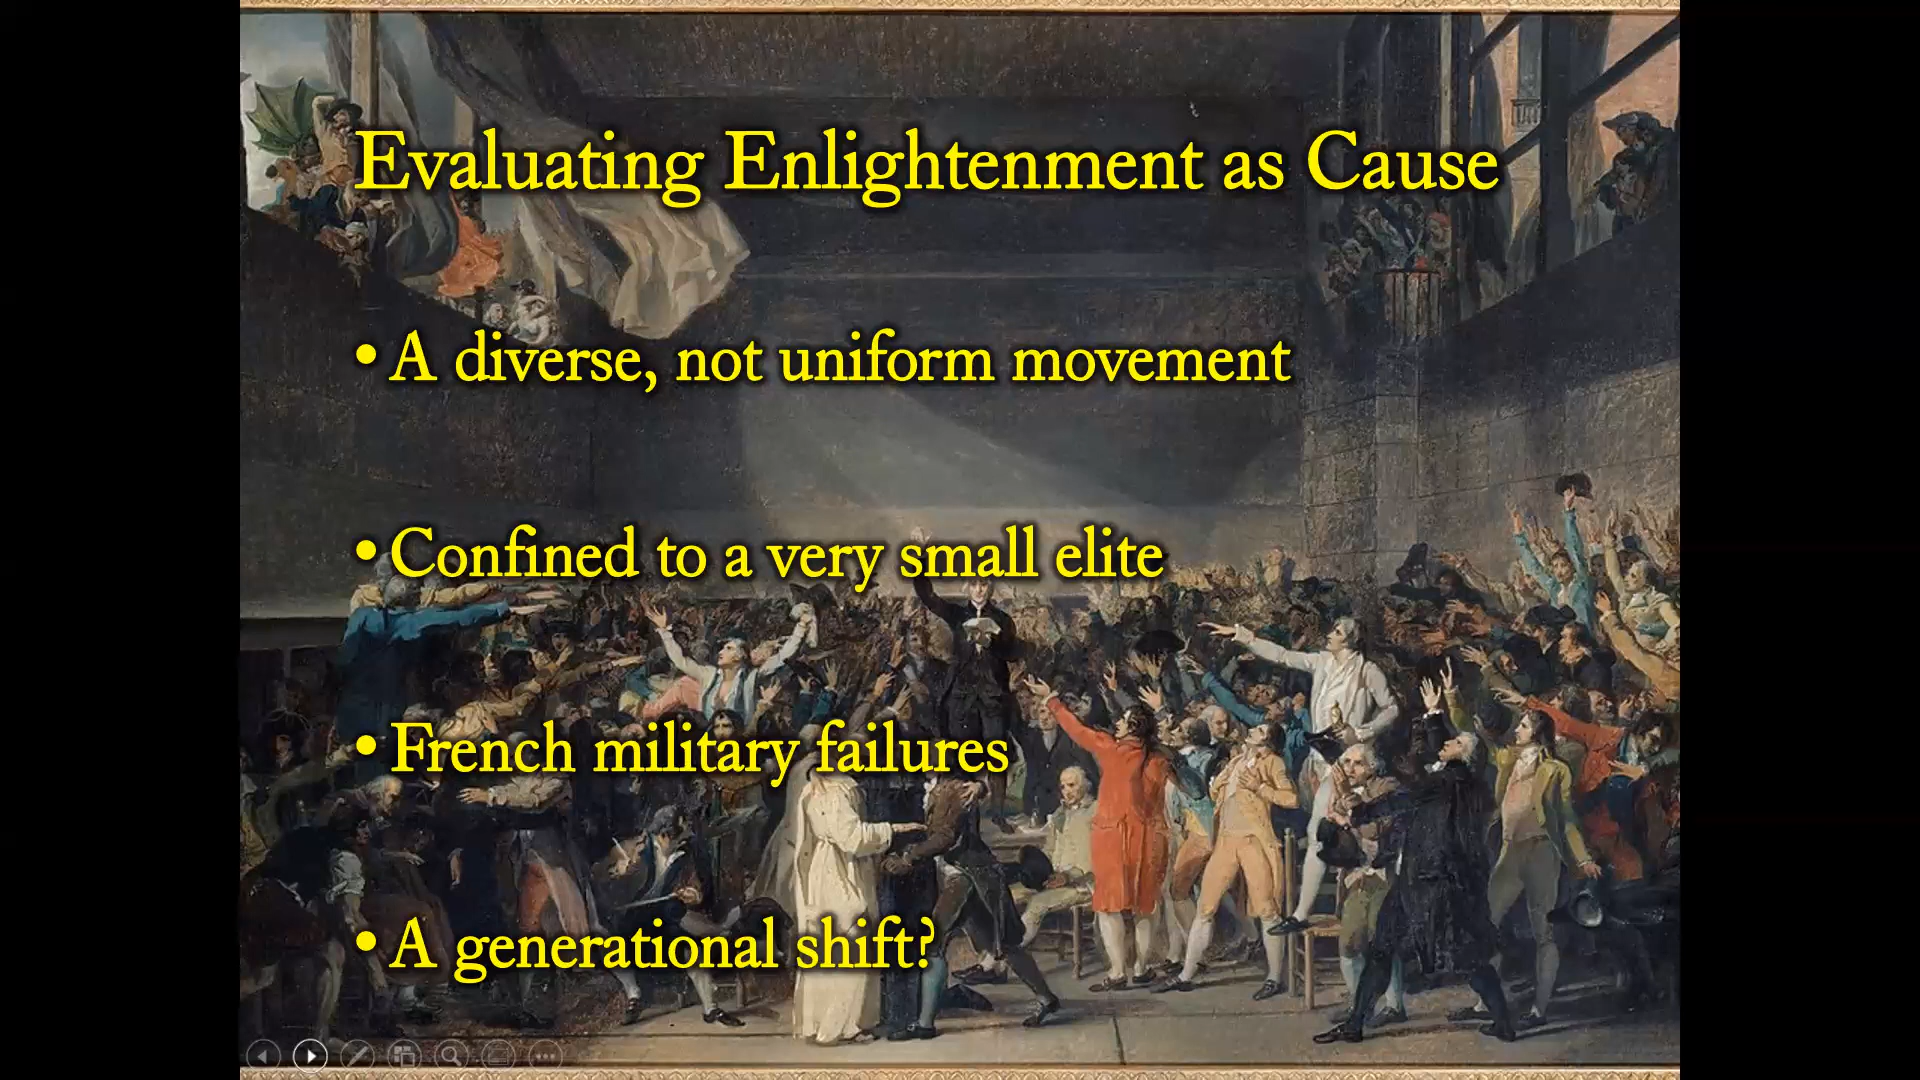 Evaluating Enlightenment as Cause
• A diverse, not uniform movement
• Confined to a very small elite
• French military failures
• A generational shift?